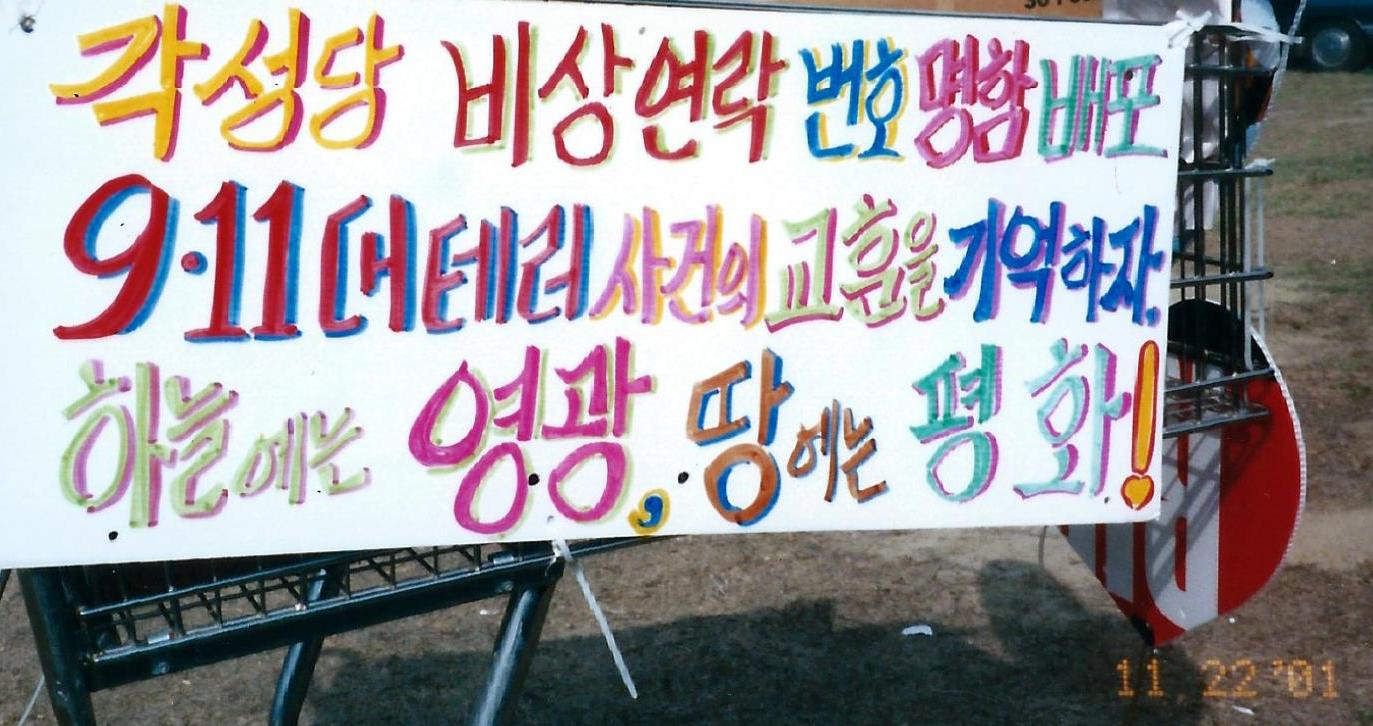 각성당 비상연락 번호 명함 배포
9·11 대 테러 사건의 교훈을 기억하자.
하늘에는 영광, 땅에는 평화!
11 22 '01